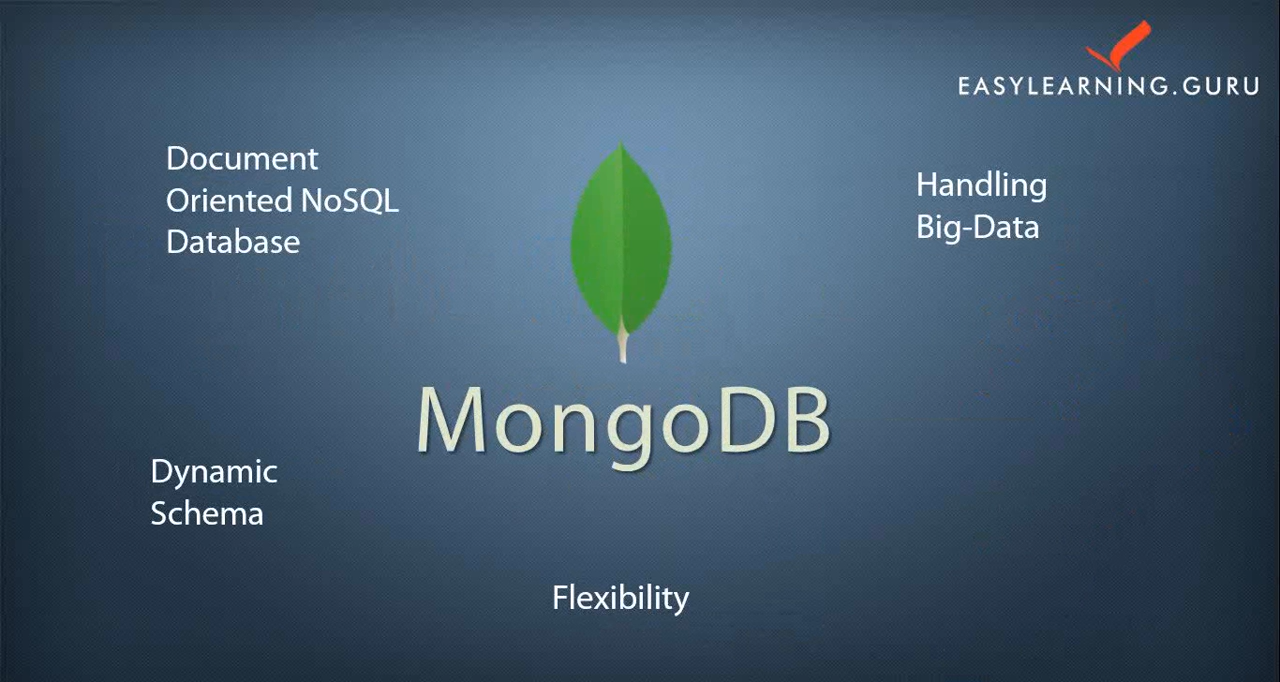 EASYLEARNING.GURU
Document
Oriented NoSQL
Database
Handling
Big-Data
MongoDB
Dynamic
Schema
Flexibility